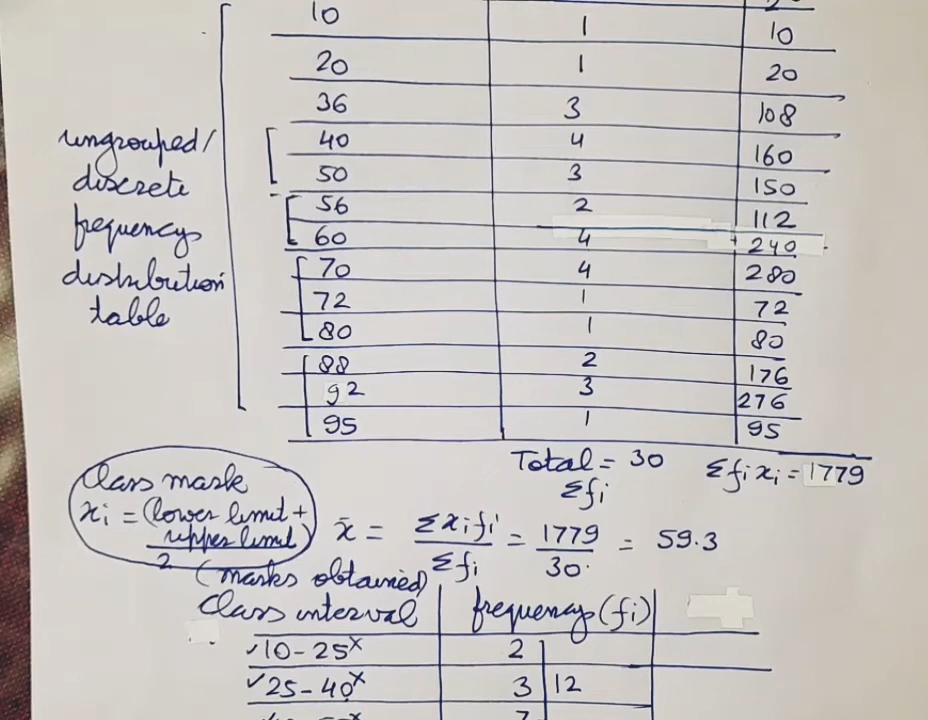 10 1 10
20 1 20
36 3 108
40 4 160
50 3 150
56 2 112
60 4 240
70 4 280
72 1 72
80 1 80
88 2 176
92 3 276
95 1 95
ungrouped/
discrete
frequency
distribution
table
Total = 30 Σfixi = 1779
Σfi
Class mark
xi = (lower limit +
upper limit)
2
x̄ = Σxifi = 1779 = 59.3
Σfi 30
(marks obtained)
Class interval frequency (fi)
✓10-25x 2
✓25-40x 3 12